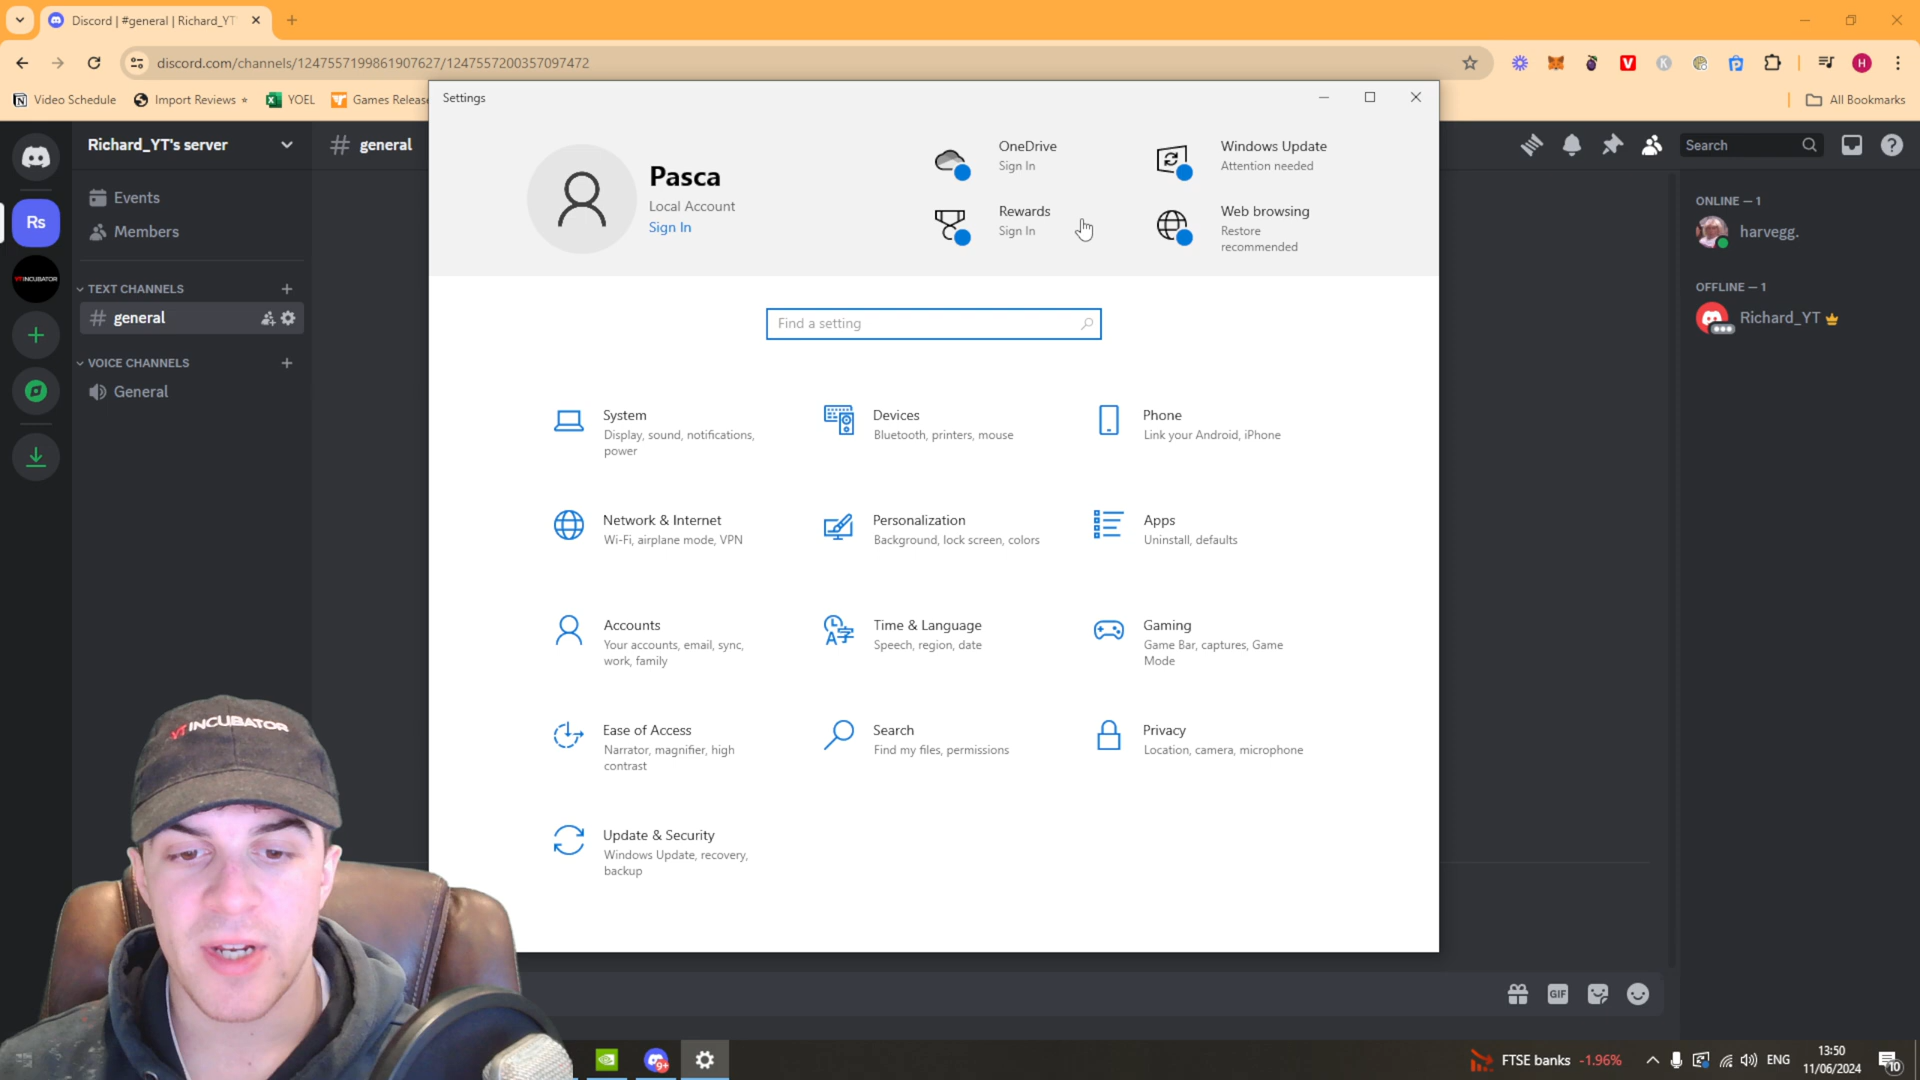 Discord | #general | Richard_YT
discord.com/channels/1247557199861907627/1247557200357097472
Video Schedule
Import Reviews
YOEL
Games Release
All Bookmarks
Settings
Richard_YT's server
general
Search
Events
Members
TEXT CHANNELS
general
VOICE CHANNELS
General
Rs
YTINCUBATOR
Pasca
Local Account
Sign In
OneDrive
Sign In
Windows Update
Attention needed
Rewards
Sign In
Web browsing
Restore
recommended
Find a setting
System
Display, sound, notifications,
power
Devices
Bluetooth, printers, mouse
Phone
Link your Android, iPhone
Network & Internet
Wi-Fi, airplane mode, VPN
Personalization
Background, lock screen, colors
Apps
Uninstall, defaults
Accounts
Your accounts, email, sync,
work, family
Time & Language
Speech, region, date
Gaming
Game Bar, captures, Game
Mode
Ease of Access
Narrator, magnifier, high
contrast
Search
Find my files, permissions
Privacy
Location, camera, microphone
Update & Security
Windows Update, recovery,
backup
ONLINE — 1
harvegg.
OFFLINE — 1
Richard_YT
YTINCUBATOR
GIF
9+
FTSE banks -1.96%
ENG
13:50
11/06/2024
10
H
V
K